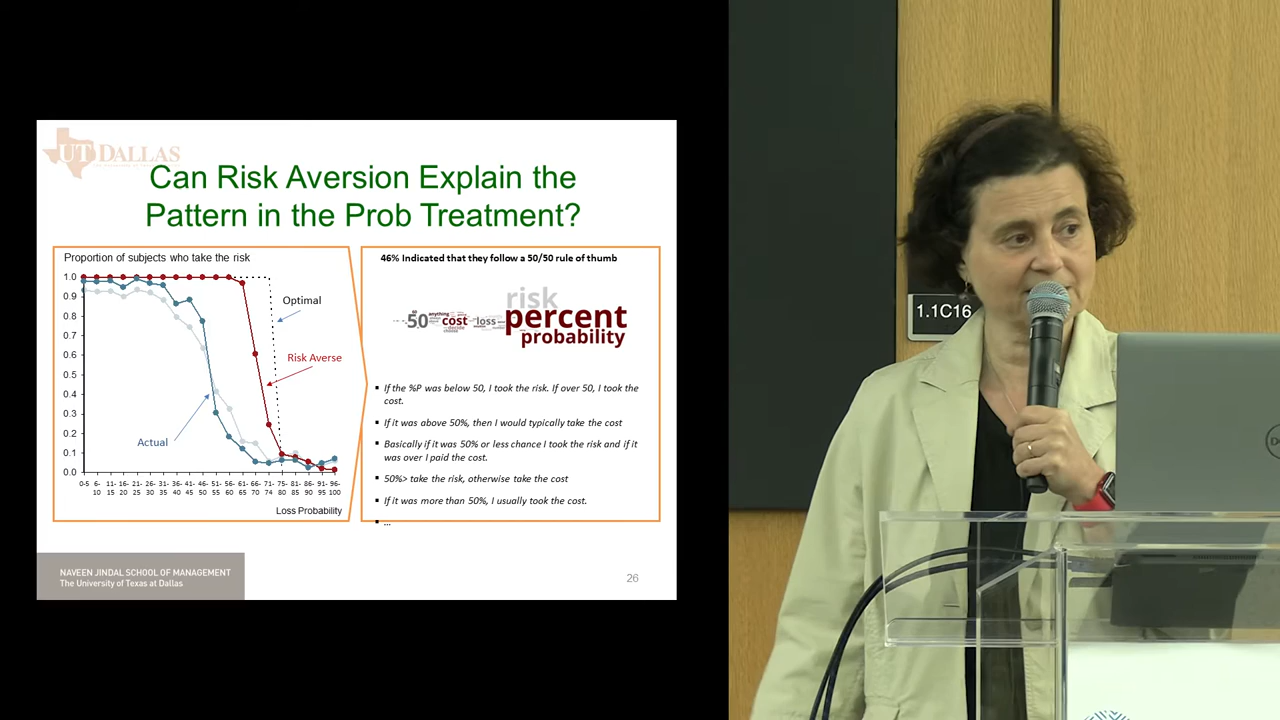 UT DALLAS
Can Risk Aversion Explain the
Pattern in the Prob Treatment?
Proportion of subjects who take the risk
1.0
0.9
0.8
0.7
0.6
0.5
0.4
0.3
0.2
0.1
0.0
Optimal
Risk Averse
Actual
0-5 6- 11- 16- 21- 26- 31- 36- 41- 46- 51- 56- 61- 66- 71- 75- 81- 86- 91- 96-
10 15 20 25 30 35 40 45 50 55 60 65 70 74 80 85 90 95 100
Loss Probability
46% Indicated that they follow a 50/50 rule of thumb
risk
50 anything cost loss percent
decide
probability
▪ If the %P was below 50, I took the risk. If over 50, I took the
cost.
▪ If it was above 50%, then I would typically take the cost
▪ Basically if it was 50% or less chance I took the risk and if it
was over I paid the cost.
▪ 50%> take the risk, otherwise take the cost
▪ If it was more than 50%, I usually took the cost.
▪ ...
NAVEEN JINDAL SCHOOL OF MANAGEMENT
The University of Texas at Dallas
26
1.1C16